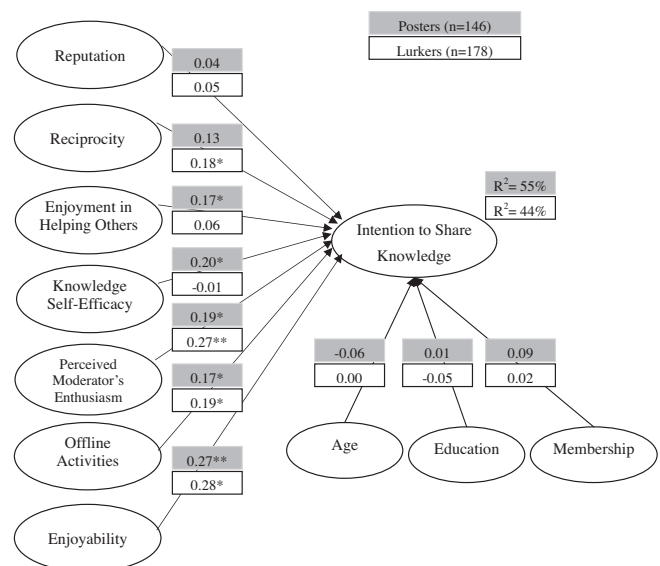 Posters (n=146)
Lurkers (n=178)
Reputation
0.04
0.05
Reciprocity
0.13
0.18*
Enjoyment in
Helping Others
0.17*
0.06
Knowledge
Self-Efficacy
0.20*
-0.01
Perceived
Moderator's
Enthusiasm
0.19*
0.27**
Offline
Activities
0.17*
0.19*
Enjoyability
0.27**
0.28*
Intention to Share
Knowledge
R²= 55%
R²= 44%
-0.06
0.00
0.01
-0.05
0.09
0.02
Age
Education
Membership